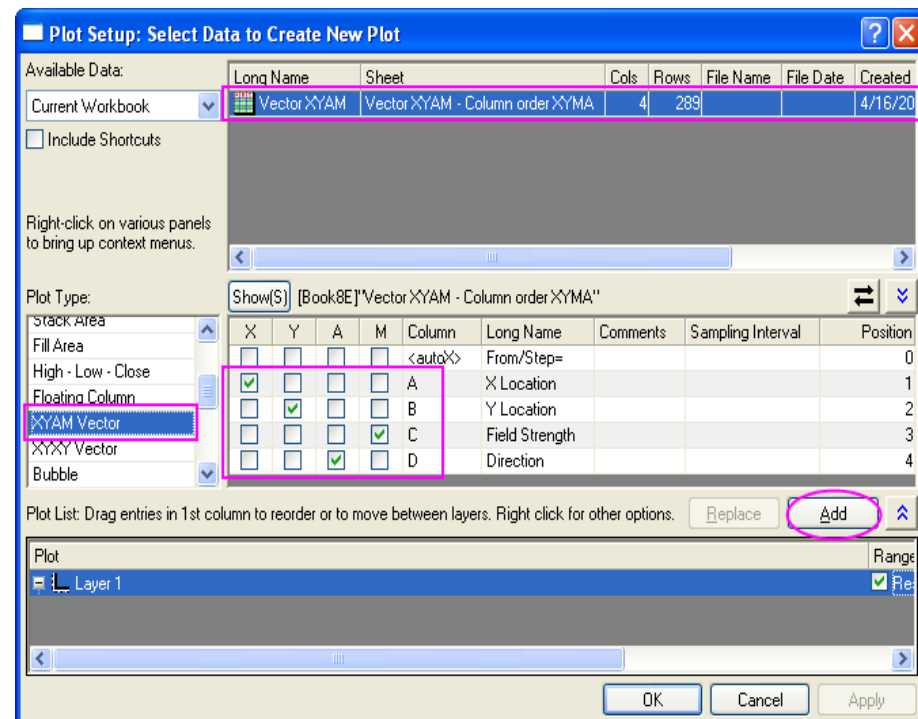 Plot Setup: Select Data to Create New Plot
Available Data:
Current Workbook
Include Shortcuts
Right-click on various panels
to bring up context menus.
Long Name Sheet Cols Rows File Name File Date Created
Vector XYAM Vector XYAM - Column order XYMA 4 289 4/16/20
Plot Type:
Show(S) [Book8E]"Vector XYAM - Column order XYMA"
Stack Area
Fill Area
High - Low - Close
Floating Column
XYAM Vector
XYXY Vector
Bubble
X Y A M Column Long Name Comments Sampling Interval Position
<autoX> From/Step= 0
A X Location 1
B Y Location 2
C Field Strength 3
D Direction 4
Plot List: Drag entries in 1st column to reorder or to move between layers. Right click for other options.
Replace
Add
Plot Range
Layer 1 Re
OK Cancel Apply